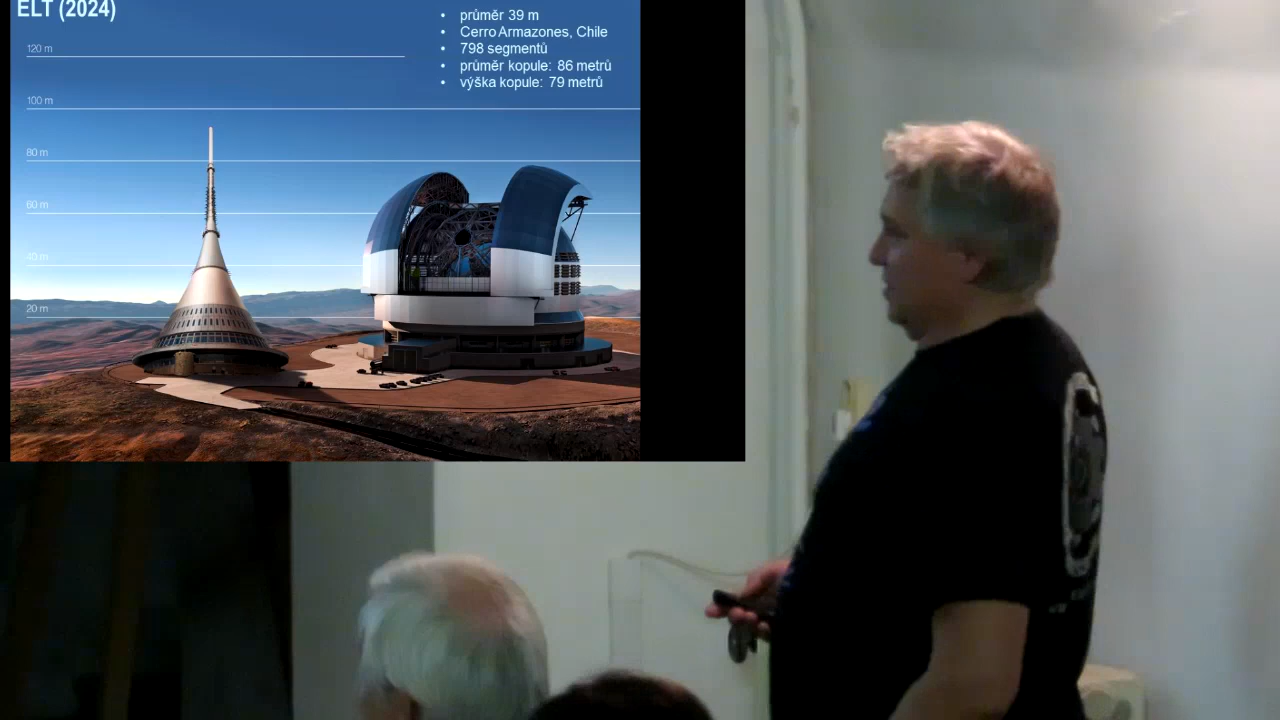 ELT (2024)
• průměr 39 m
• Cerro Armazones, Chile
• 798 segmentů
• průměr kopule: 86 metrů
• výška kopule: 79 metrů
120 m
100 m
80 m
60 m
40 m
20 m